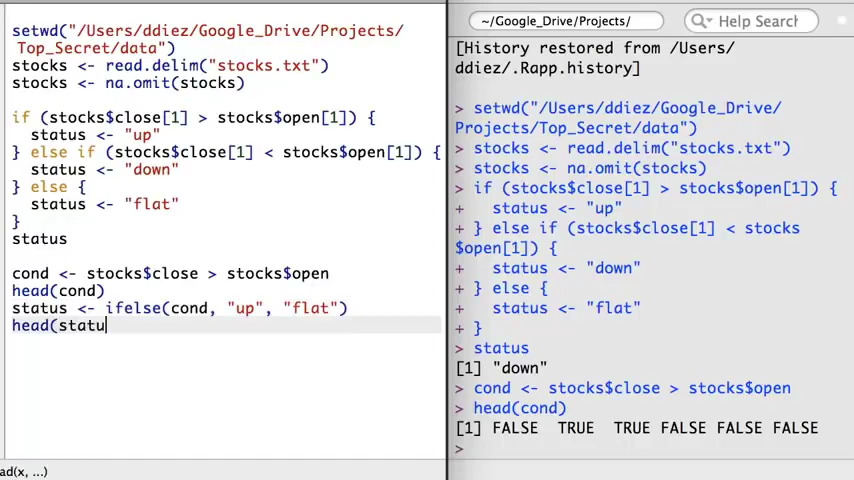 setwd("/Users/ddiez/Google_Drive/Projects/
Top_Secret/data")
stocks <- read.delim("stocks.txt")
stocks <- na.omit(stocks)
if (stocks$close[1] > stocks$open[1]) {
  status <- "up"
} else if (stocks$close[1] < stocks$open[1]) {
  status <- "down"
} else {
  status <- "flat"
}
status
cond <- stocks$close > stocks$open
head(cond)
status <- ifelse(cond, "up", "flat")
head(statu
ad(x, ...)
~/Google_Drive/Projects/
Help Search
[History restored from /Users/
ddiez/.Rapp.history]
> setwd("/Users/ddiez/Google_Drive/
Projects/Top_Secret/data")
> stocks <- read.delim("stocks.txt")
> stocks <- na.omit(stocks)
> if (stocks$close[1] > stocks$open[1]) {
+   status <- "up"
+ } else if (stocks$close[1] < stocks
$open[1]) {
+   status <- "down"
+ } else {
+   status <- "flat"
+ }
> status
[1] "down"
> cond <- stocks$close > stocks$open
> head(cond)
[1] FALSE  TRUE  TRUE FALSE FALSE FALSE
>